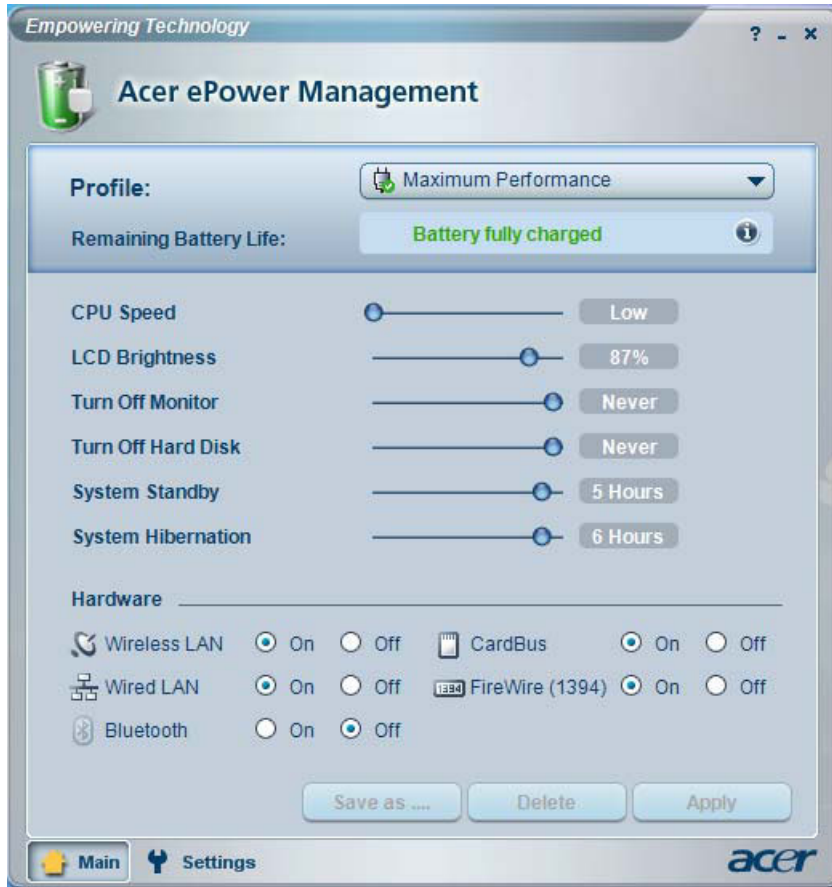 Empowering Technology
? - x
Acer ePower Management
Profile: Maximum Performance
Remaining Battery Life: Battery fully charged
CPU Speed Low
LCD Brightness 87%
Turn Off Monitor Never
Turn Off Hard Disk Never
System Standby 5 Hours
System Hibernation 6 Hours
Hardware
Wireless LAN On Off CardBus On Off
Wired LAN On Off 1394 FireWire (1394) On Off
Bluetooth On Off
Save as .... Delete Apply
Main Settings acer